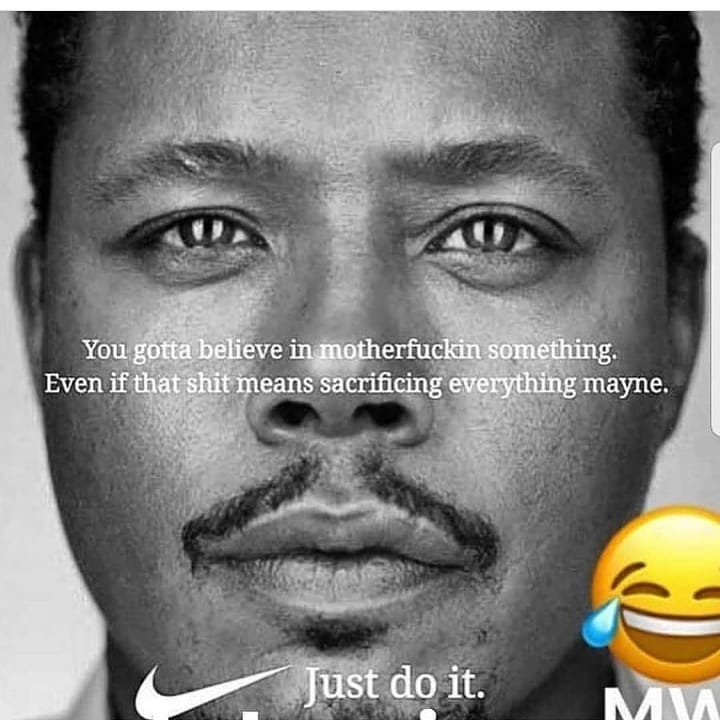 You gotta believe in motherfuckin something.
Even if that shit means sacrificing everything mayne.
Just do it.